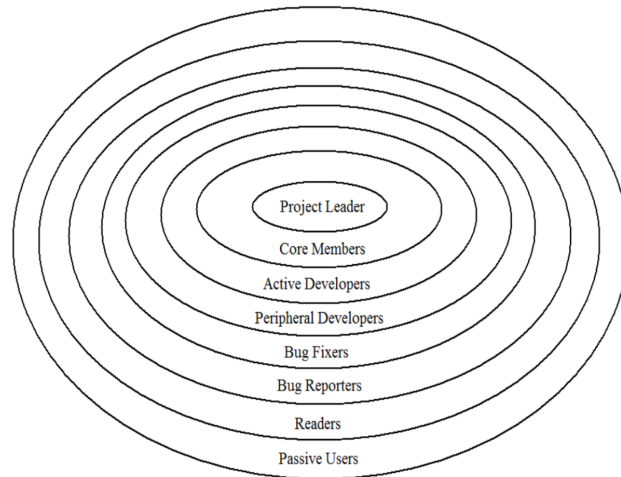 Project Leader
Core Members
Active Developers
Peripheral Developers
Bug Fixers
Bug Reporters
Readers
Passive Users